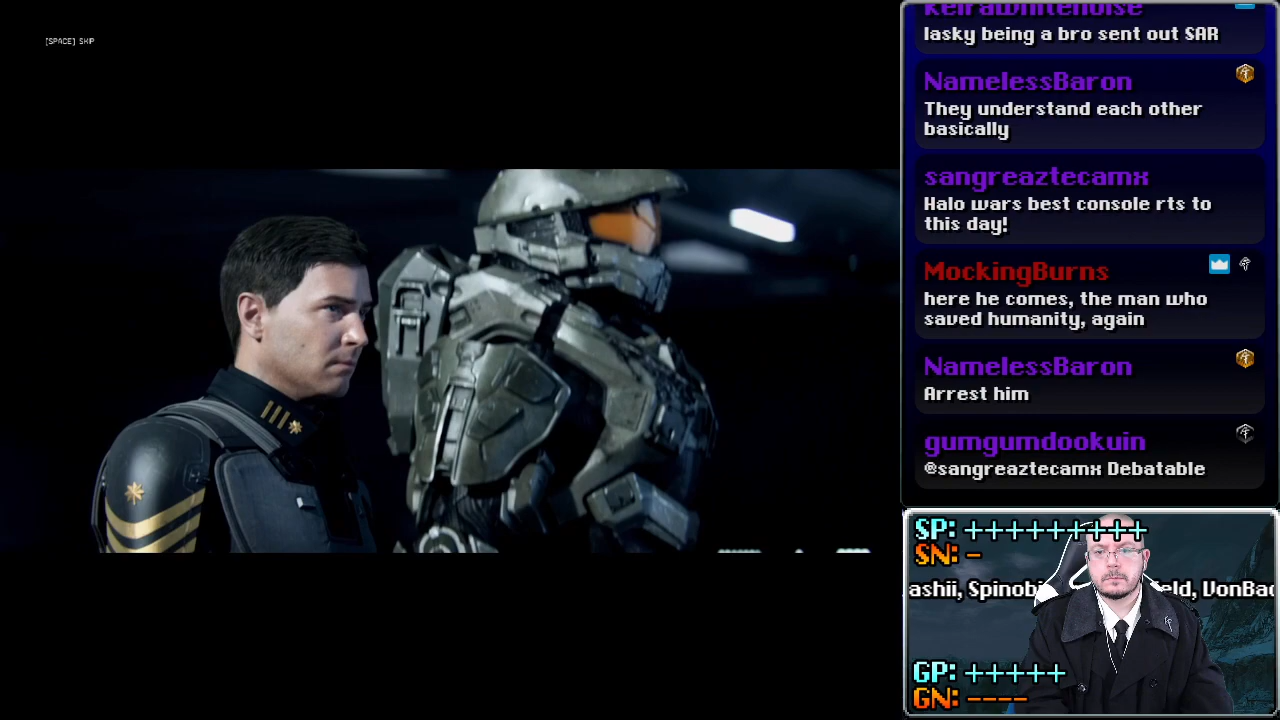 [SPACE] SKIP
keirawhitenoise
lasky being a bro sent out SAR
NamelessBaron
They understand each other
basically
sangreaztecamx
Halo wars best console rts to
this day!
MockingBurns
here he comes, the man who
saved humanity, again
NamelessBaron
Arrest him
gumgumdookuin
@sangreaztecamx Debatable
SP: +++++++++
SN: -
ashii, Spinobi eld, VonBac
GP: +++++
GN: ----